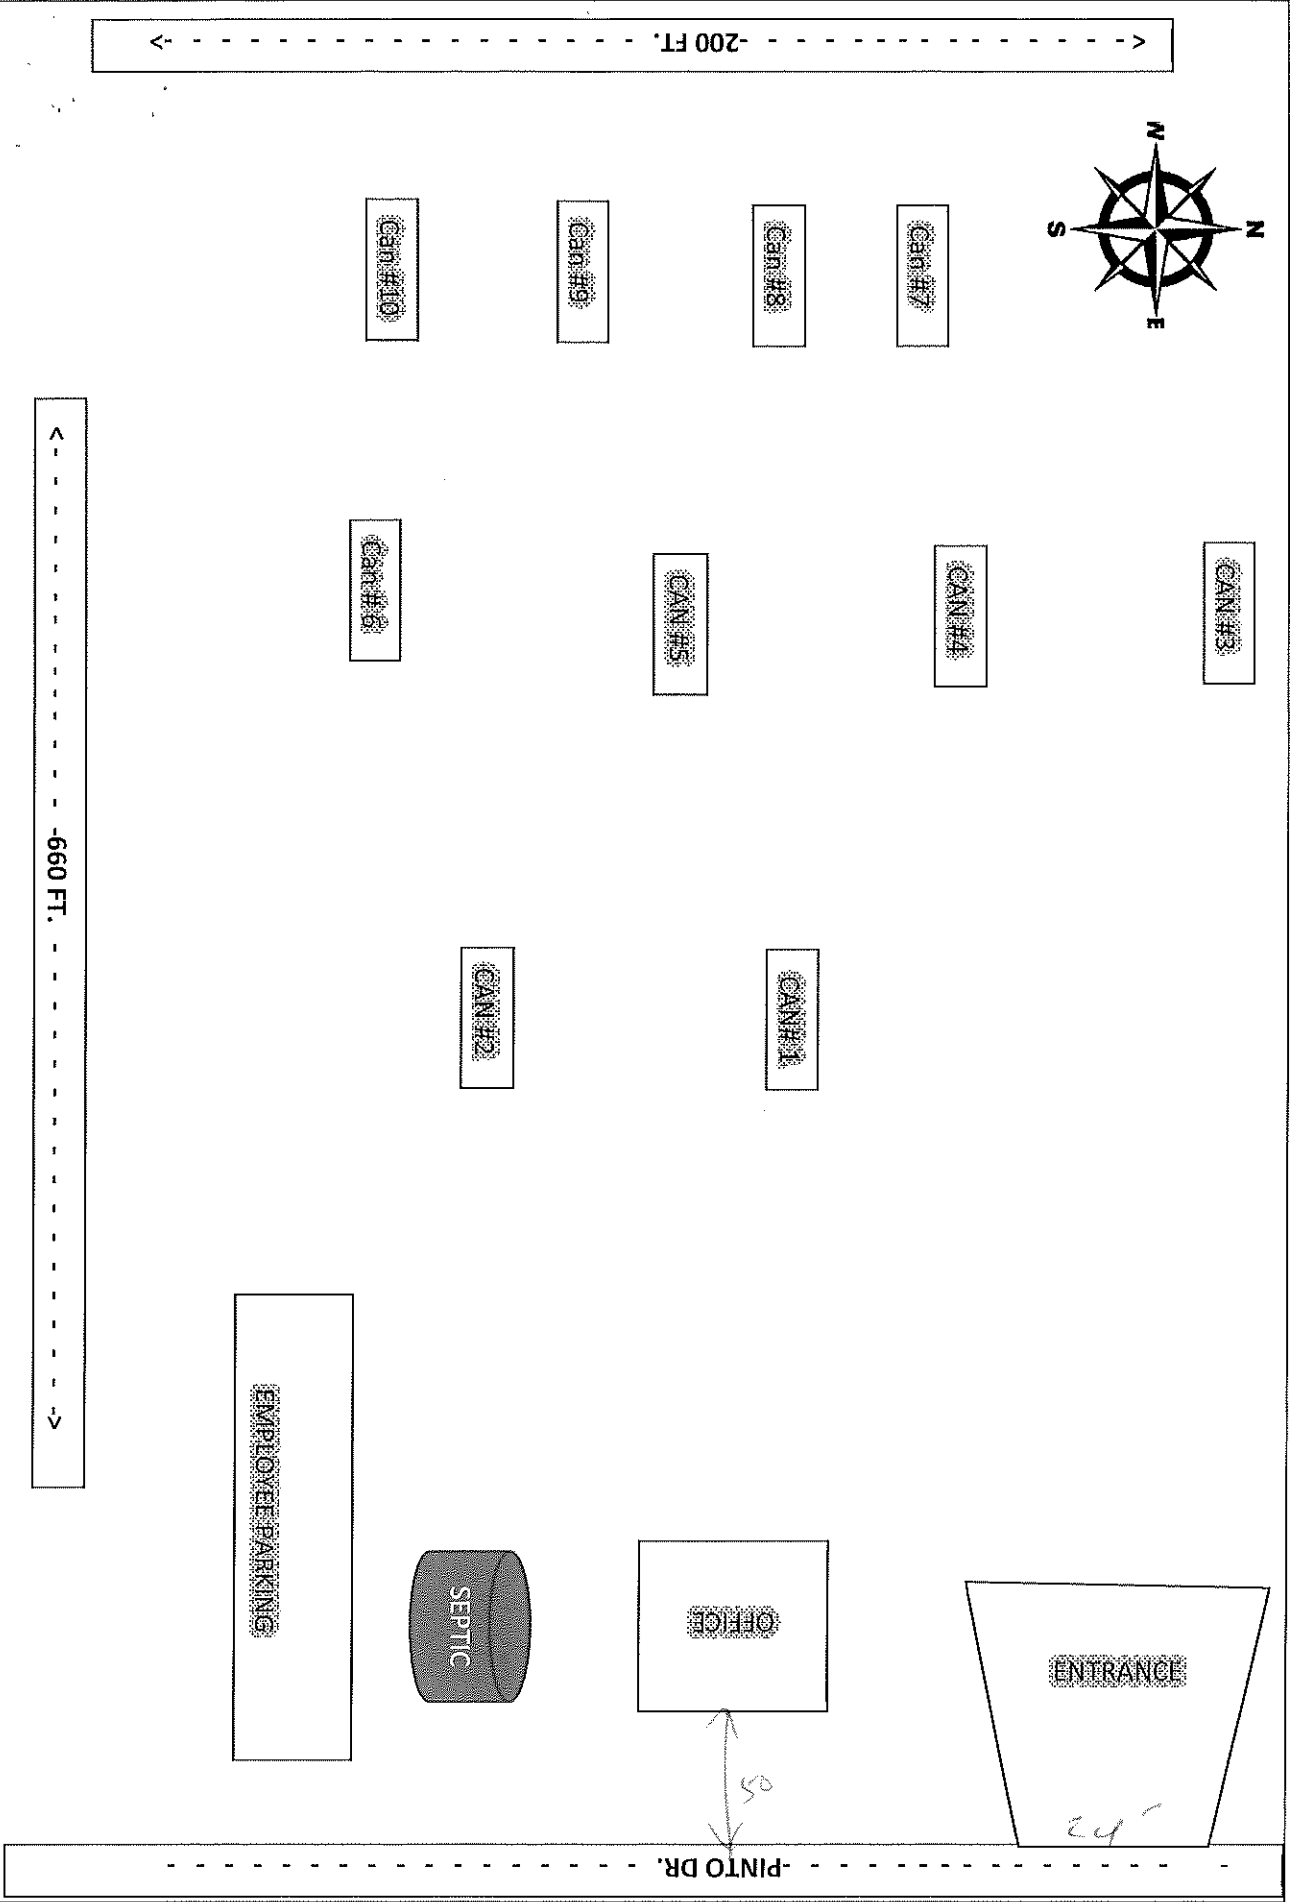 -200 FT.
N
W
E
S
Can #7
Can #8
Can #9
Can #10
CAN #3
CAN #4
CAN #5
Can # 6
CAN# 1
CAN #2
-660 FT.
ENTRANCE
24'
OFFICE
50
SEPTIC
EMPLOYEE PARKING
PINTO DR.